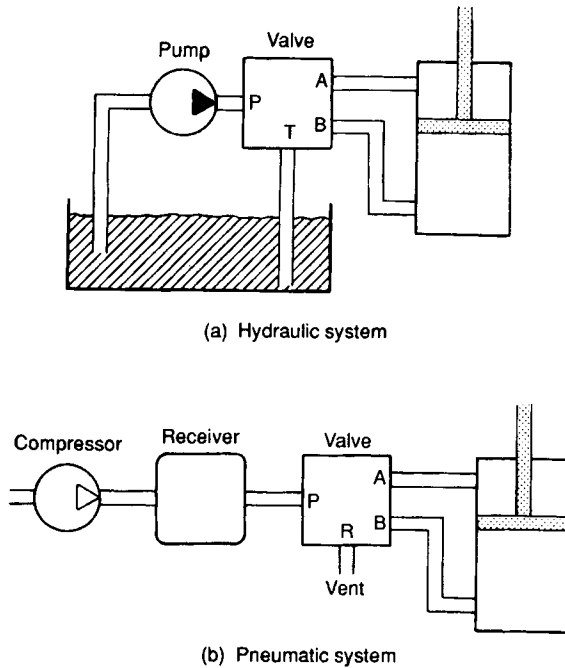 Pump
Valve
P
A
B
T
(a) Hydraulic system
Compressor
Receiver
Valve
P
A
B
R
Vent
(b) Pneumatic system